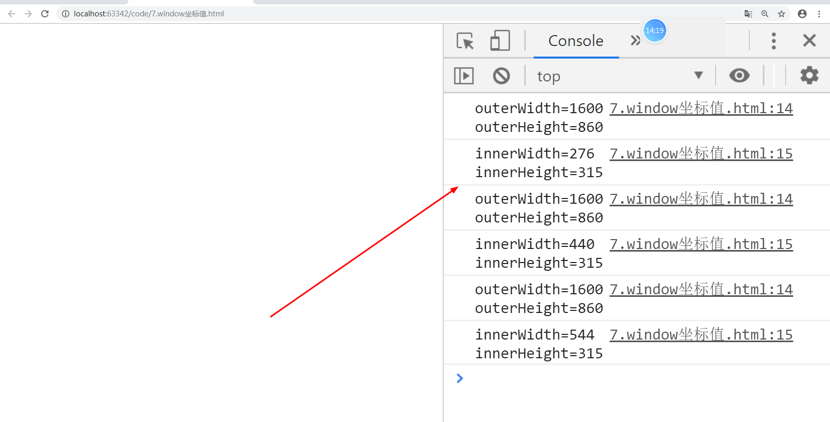 localhost:63342/code/7.window坐标值.html
14:19
Console
top
outerWidth=1600 7.window坐标值.html:14
outerHeight=860
innerWidth=276 7.window坐标值.html:15
innerHeight=315
outerWidth=1600 7.window坐标值.html:14
outerHeight=860
innerWidth=440 7.window坐标值.html:15
innerHeight=315
outerWidth=1600 7.window坐标值.html:14
outerHeight=860
innerWidth=544 7.window坐标值.html:15
innerHeight=315